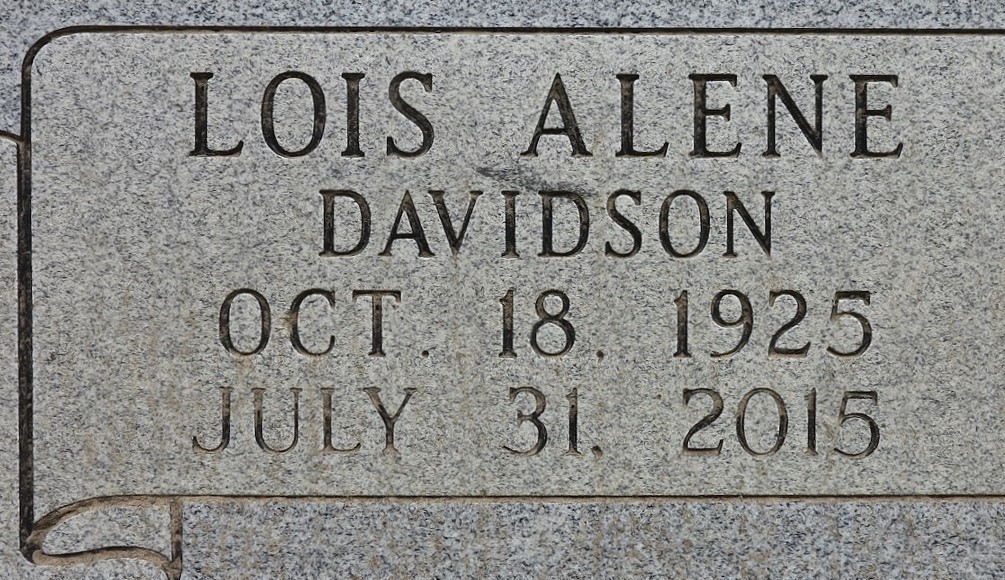 LOIS ALENE
DAVIDSON
OCT. 18, 1925
JULY 31, 2015